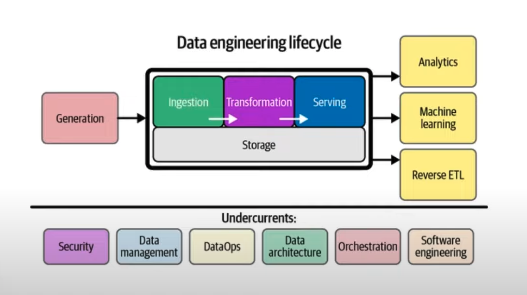 Data engineering lifecycle
Generation
Ingestion
Transformation
Serving
Storage
Analytics
Machine
learning
Reverse ETL
Undercurrents:
Security
Data
management
DataOps
Data
architecture
Orchestration
Software
engineering